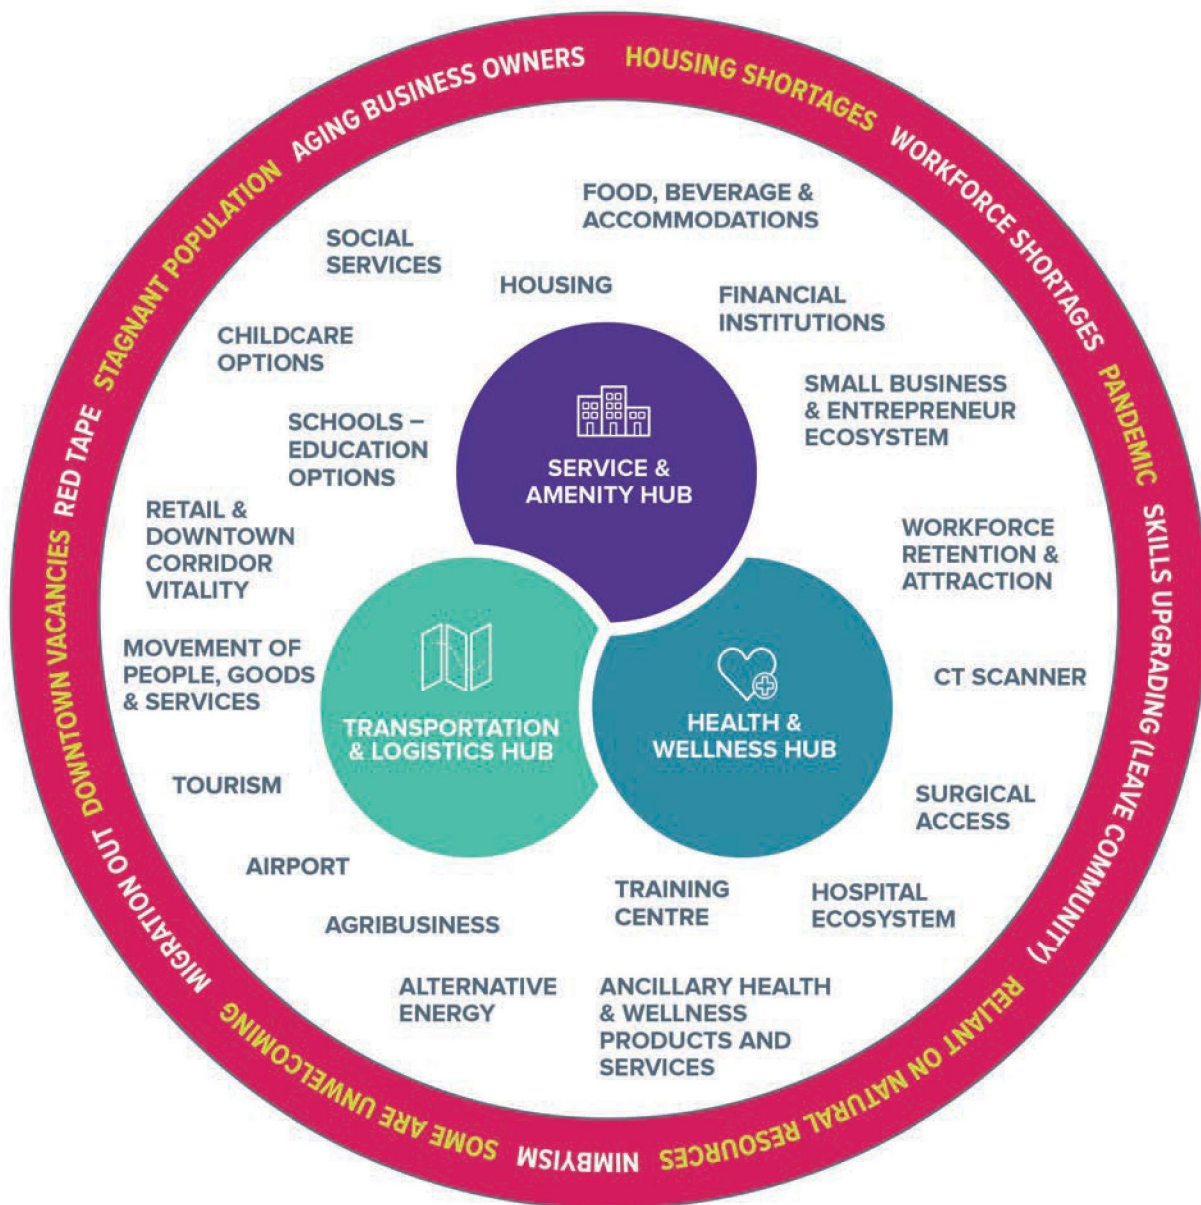 AGING BUSINESS OWNERS
HOUSING SHORTAGES
WORKFORCE SHORTAGES
PANDEMIC
SKILLS UPGRADING (LEAVE COMMUNITY)
RELIANT ON NATURAL RESOURCES
NIMBYISM
SOME ARE UNWELCOMING
MIGRATION OUT
DOWNTOWN VACANCIES
RED TAPE
STAGNANT POPULATION
FOOD, BEVERAGE &
ACCOMMODATIONS
SOCIAL
SERVICES
HOUSING
FINANCIAL
INSTITUTIONS
CHILDCARE
OPTIONS
SMALL BUSINESS
& ENTREPRENEUR
ECOSYSTEM
SCHOOLS –
EDUCATION
OPTIONS
SERVICE &
AMENITY HUB
RETAIL &
DOWNTOWN
CORRIDOR
VITALITY
WORKFORCE
RETENTION &
ATTRACTION
MOVEMENT OF
PEOPLE, GOODS
& SERVICES
CT SCANNER
TRANSPORTATION
& LOGISTICS HUB
HEALTH &
WELLNESS HUB
TOURISM
SURGICAL
ACCESS
AIRPORT
TRAINING
CENTRE
HOSPITAL
ECOSYSTEM
AGRIBUSINESS
ALTERNATIVE
ENERGY
ANCILLARY HEALTH
& WELLNESS
PRODUCTS AND
SERVICES